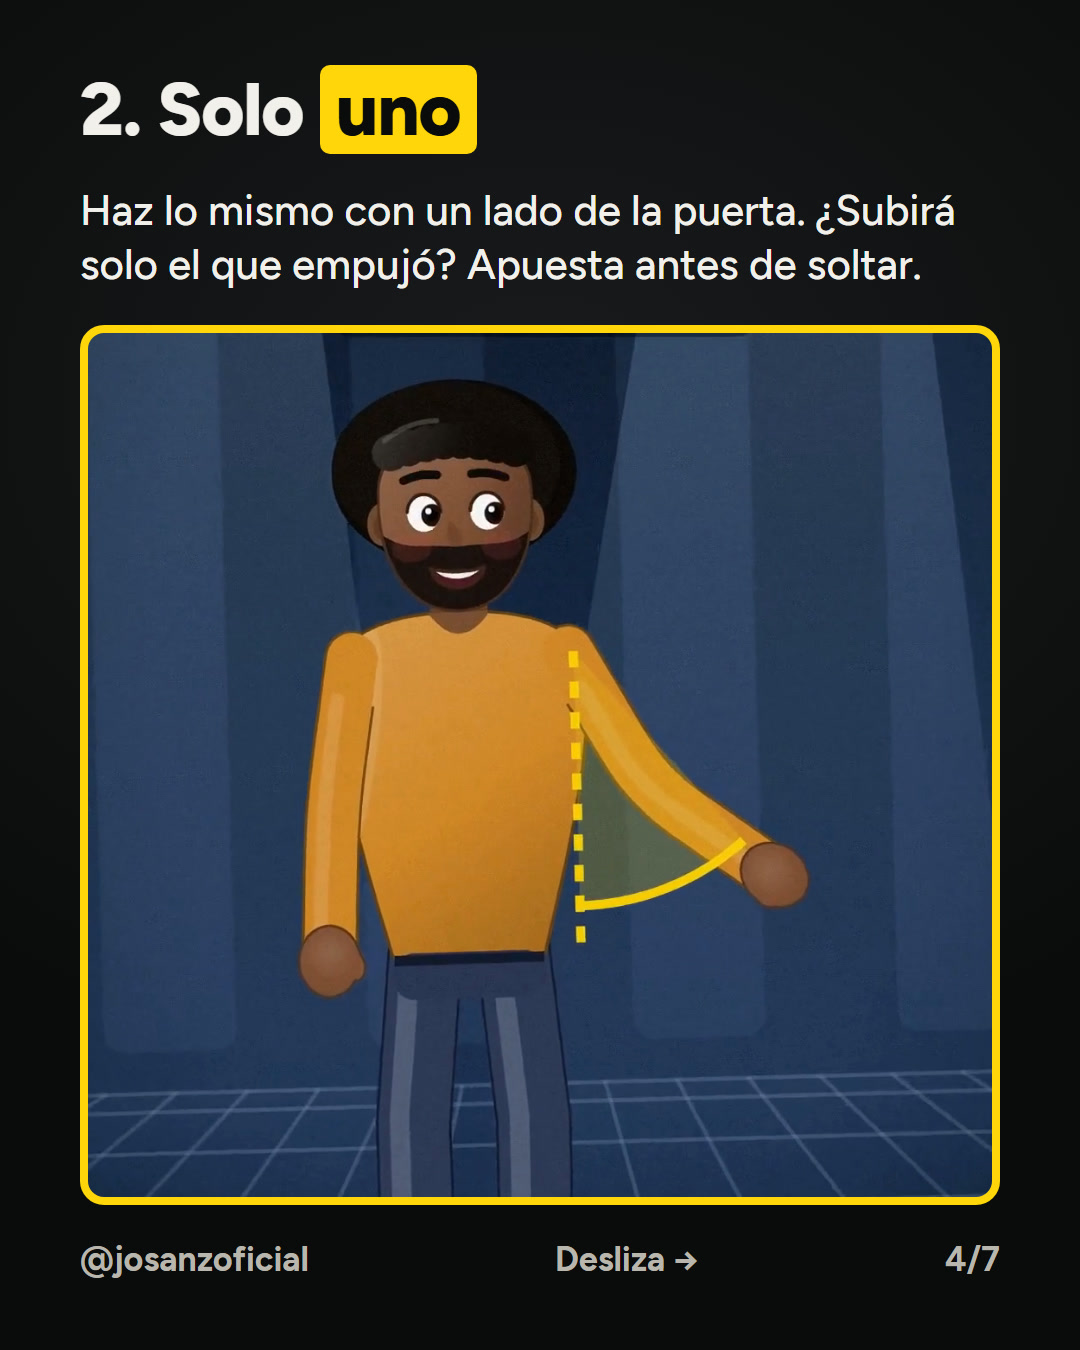 2. Solo uno
Haz lo mismo con un lado de la puerta. ¿Subirá
solo el que empujó? Apuesta antes de soltar.
@josanzoficial
Desliza →
4/7